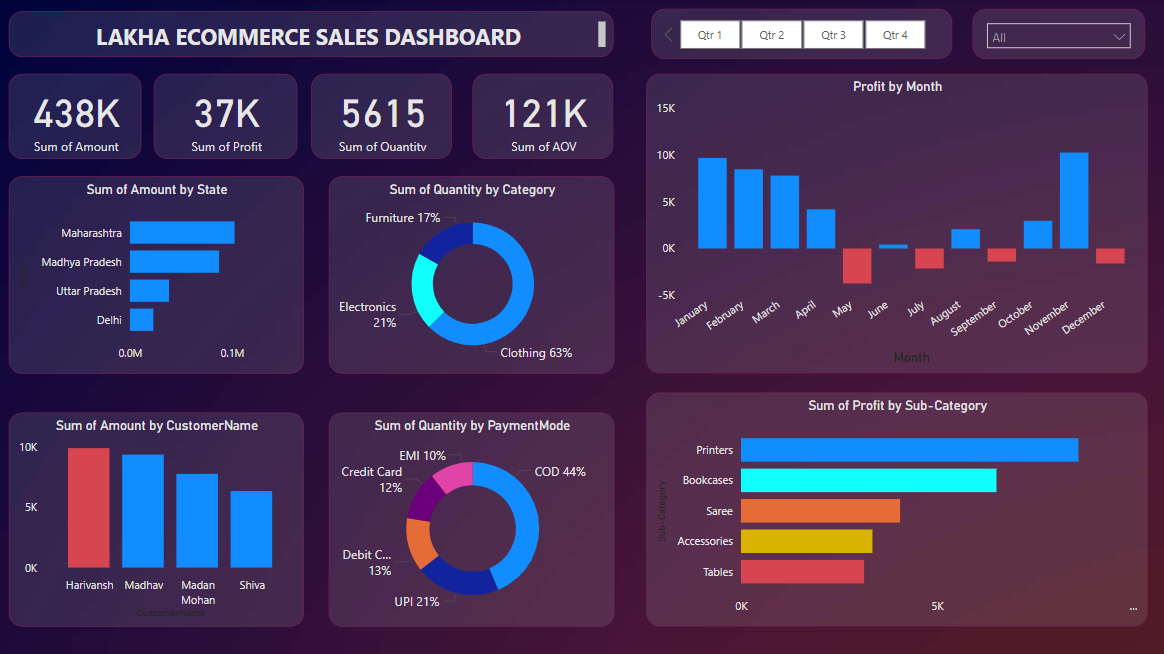 LAKHA ECOMMERCE SALES DASHBOARD
Qtr 1
Qtr 2
Qtr 3
Qtr 4
All
438K
Sum of Amount
37K
Sum of Profit
5615
Sum of Quantity
121K
Sum of AOV
Profit by Month
15K
10K
5K
0K
-5K
January
February
March
April
May
June
July
August
September
October
November
December
Month
Sum of Amount by State
Maharashtra
Madhya Pradesh
Uttar Pradesh
Delhi
0.0M
0.1M
Sum of Quantity by Category
Furniture 17%
Electronics
21%
Clothing 63%
Sum of Amount by CustomerName
10K
5K
0K
Harivansh
Madhav
Madan
Mohan
Shiva
CustomerName
Sum of Quantity by PaymentMode
EMI 10%
Credit Card
12%
COD 44%
Debit C...
13%
UPI 21%
Sum of Profit by Sub-Category
Sub-Category
Printers
Bookcases
Saree
Accessories
Tables
0K
5K
...